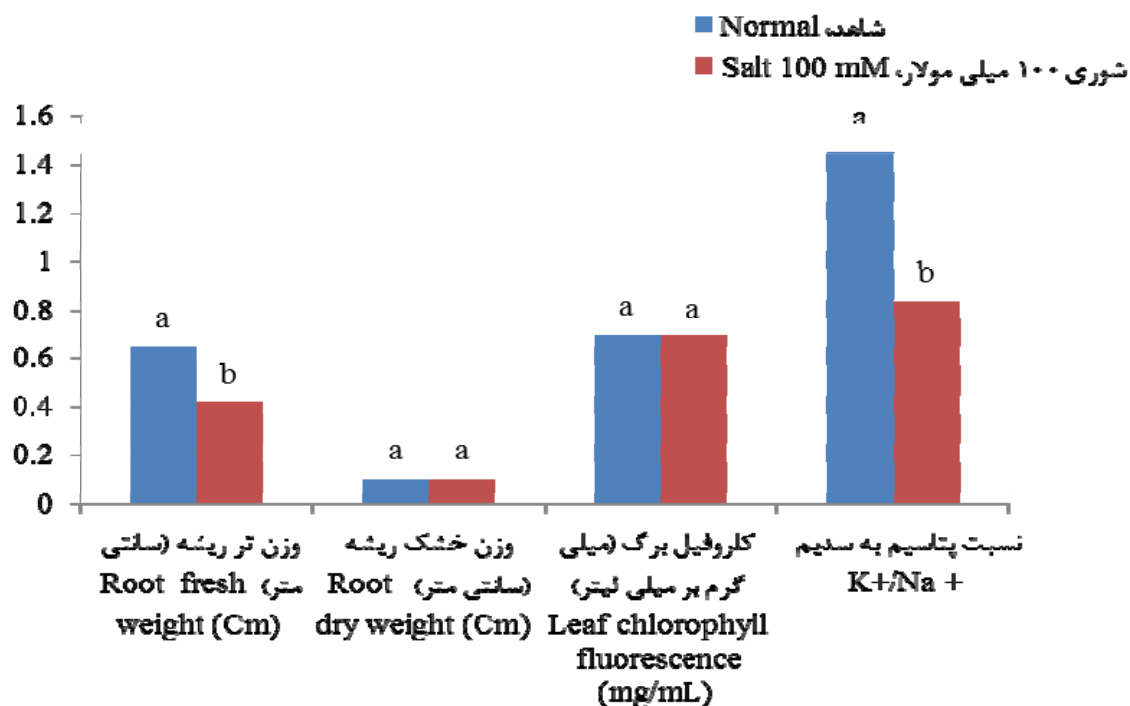 Normal شاهد،
Salt 100 mM شوری ۱۰۰ میلی مولار،
1.6
1.4
1.2
1
0.8
0.6
0.4
0.2
0
a
b
a
a
a
a
a
b
وزن تر ریشه (سانتی
متر) Root fresh
weight (Cm)
وزن خشک ریشه
(سانتی متر) Root
dry weight (Cm)
کلروفیل برگ (میلی
گرم بر میلی لیتر)
Leaf chlorophyll
fluorescence
(mg/mL)
نسبت پتاسیم به سدیم
K+/Na +